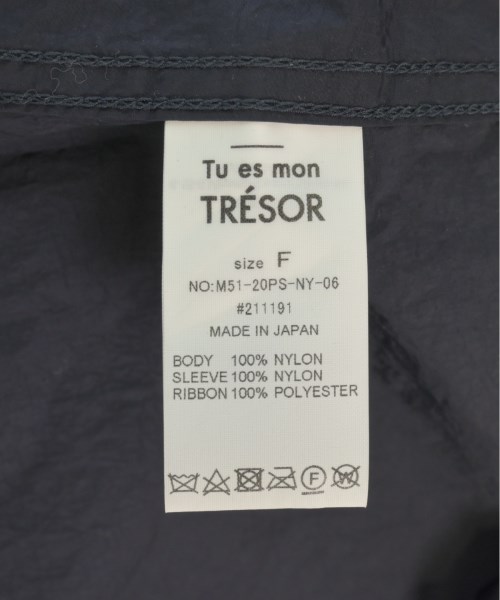 Tu es mon
TRÉSOR
size F
NO:M51-20PS-NY-06
#211191
MADE IN JAPAN
BODY 100% NYLON
SLEEVE 100% NYLON
RIBBON 100% POLYESTER
F W